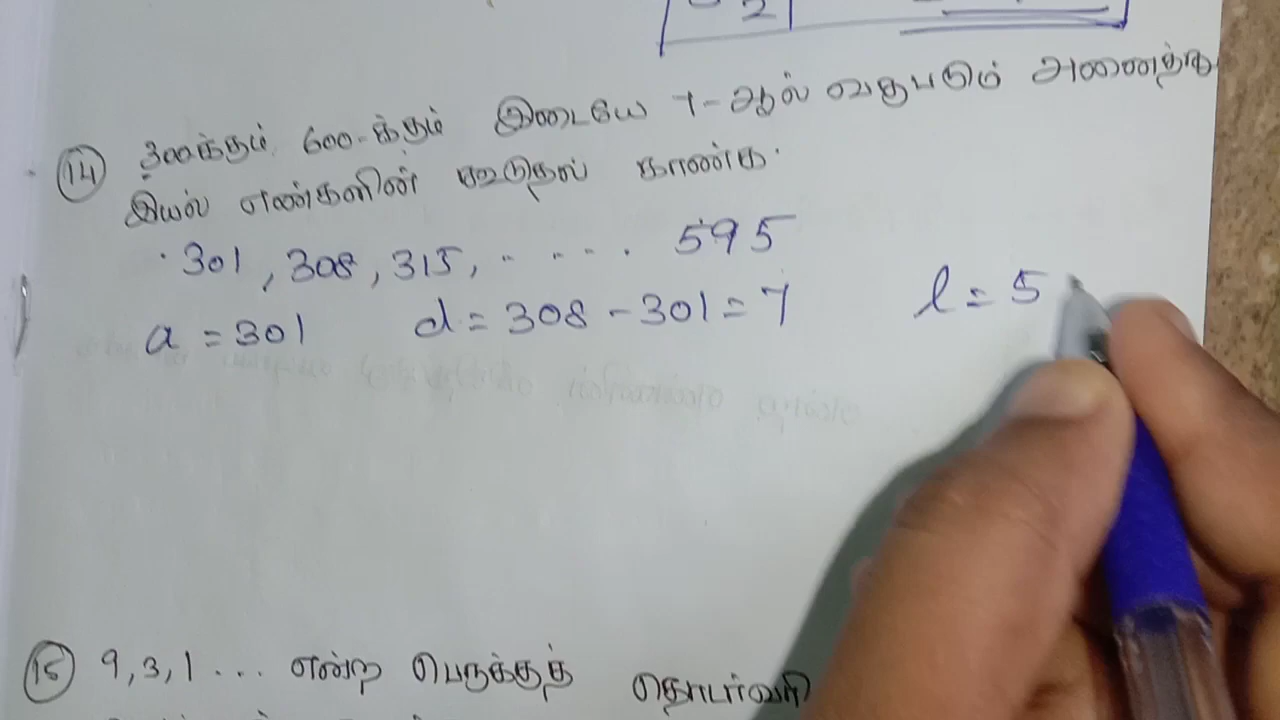 2
14 300க்கும் 600-க்கும் இடையே 7-ஆல் வகுபடும் அனைத்து
இயல் எண்களின் கூடுதல் காண்க.
301, 308, 315, ..... 595
a = 301 d = 308 - 301 = 7 l = 5
15 9, 3, 1 ... என்ற பெருக்குத் தொடர்வரி